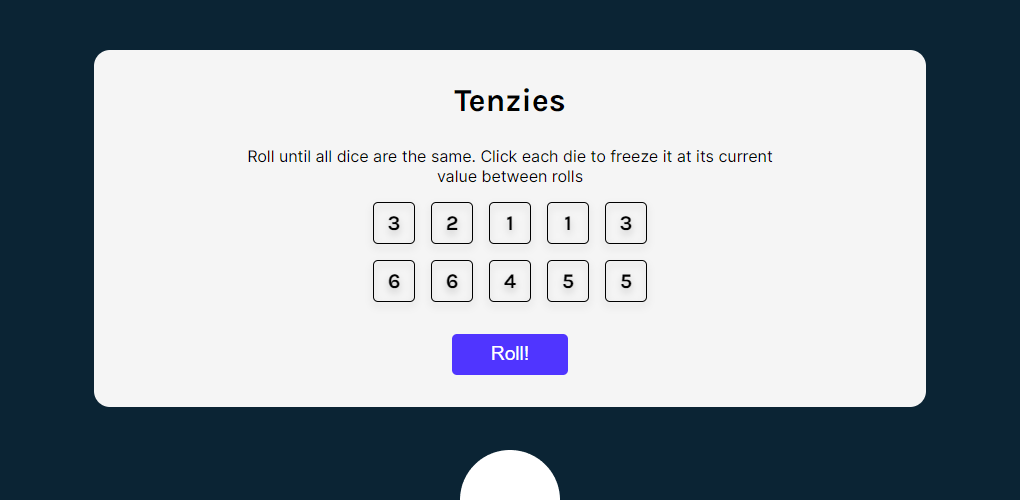 Tenzies
Roll until all dice are the same. Click each die to freeze it at its current
value between rolls
3 2 1 1 3
6 6 4 5 5
Roll!